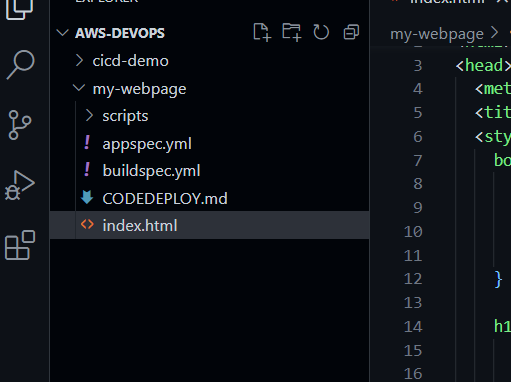 index.html
AWS-DEVOPS
cicd-demo
my-webpage
scripts
! appspec.yml
! buildspec.yml
CODEDEPLOY.md
<> index.html
my-webpage >
3 <head>
4 <met
5 <tit
6 <sty
7 bo
8
9
10
11
12 }
13
14 h1
15
16